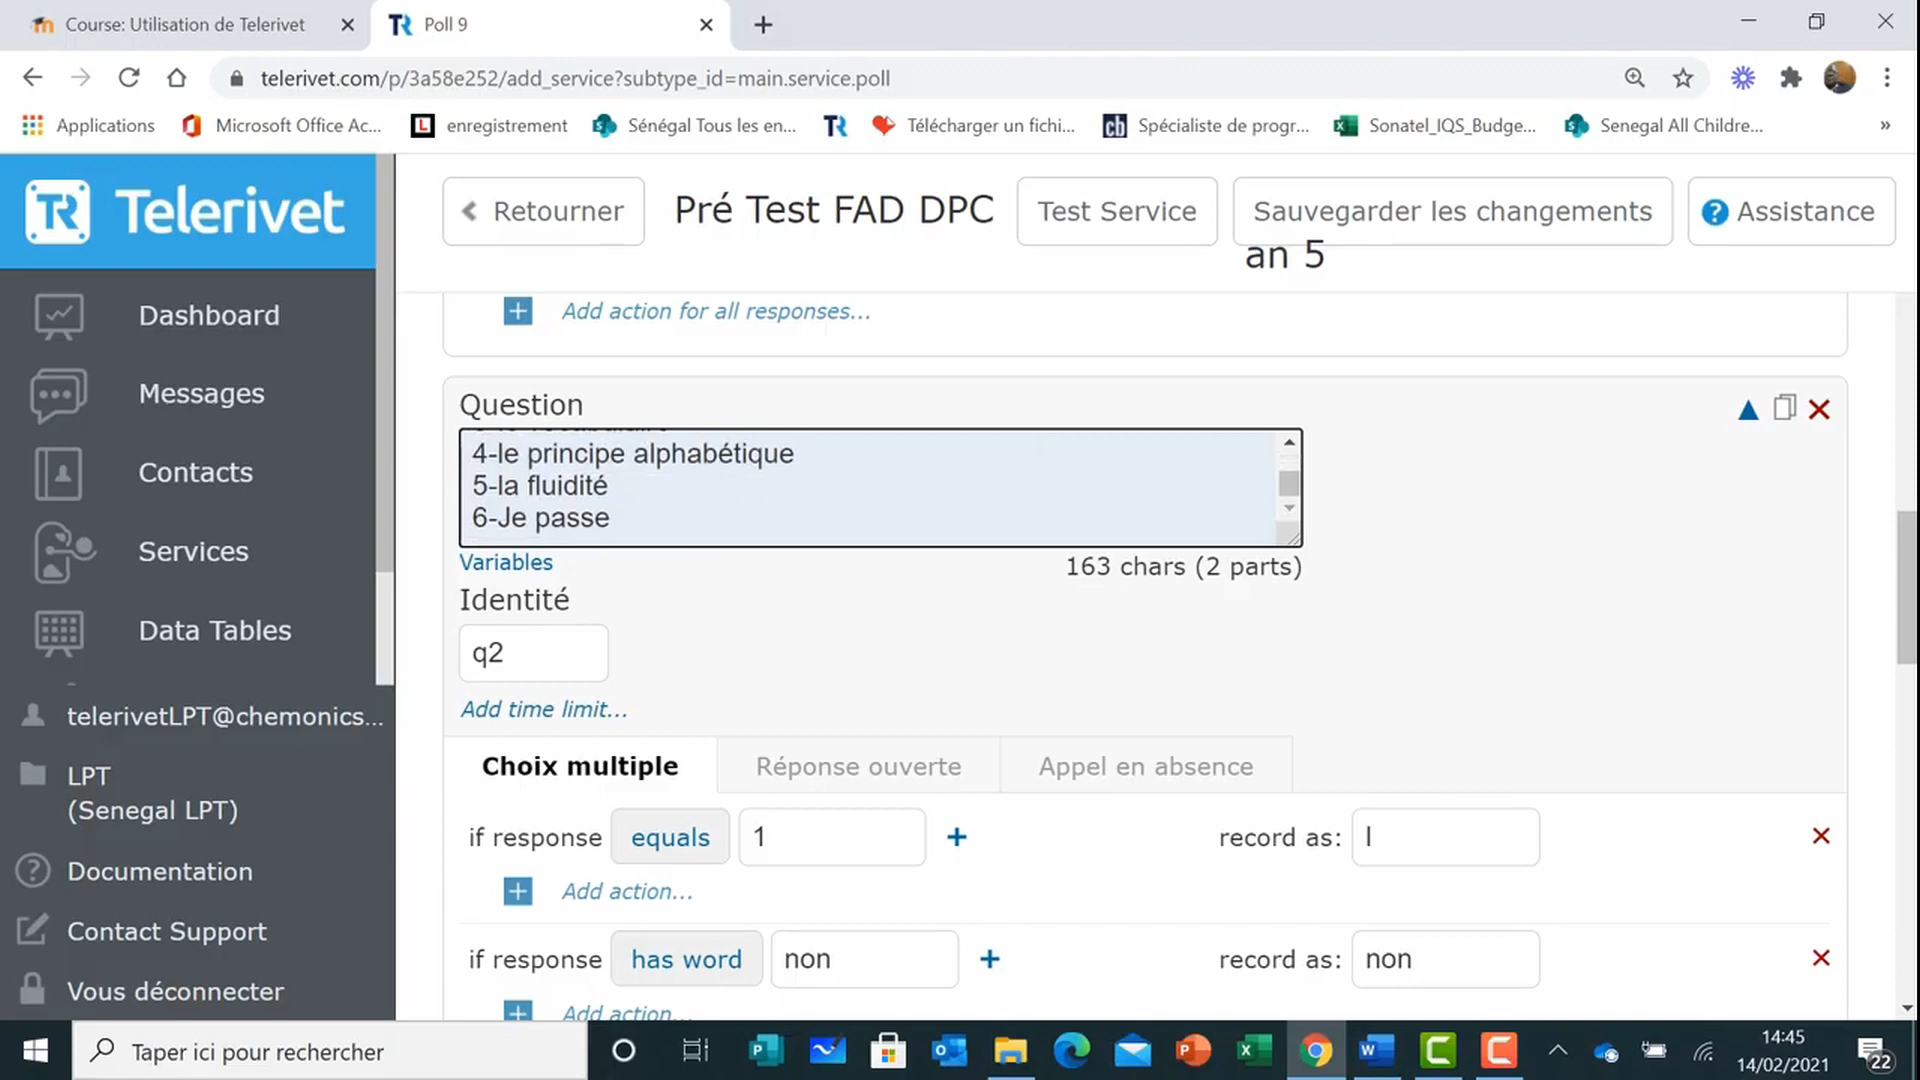 Course: Utilisation de Telerivet
Poll 9
telerivet.com/p/3a58e252/add_service?subtype_id=main.service.poll
Applications
Microsoft Office Ac...
enregistrement
Sénégal Tous les en...
Télécharger un fichi...
Spécialiste de progr...
Sonatel_IQS_Budge...
Senegal All Childre...
Telerivet
Retourner
Pré Test FAD DPC
Test Service
Sauvegarder les changements
Assistance
an 5
Dashboard
Messages
Contacts
Services
Data Tables
telerivetLPT@chemonics...
LPT
(Senegal LPT)
Documentation
Contact Support
Vous déconnecter
Add action for all responses...
Question
4-le principe alphabétique
5-la fluidité
6-Je passe
Variables
163 chars (2 parts)
Identité
q2
Add time limit...
Choix multiple
Réponse ouverte
Appel en absence
if response equals 1 + record as: l
Add action...
if response has word non + record as: non
Add action...
Taper ici pour rechercher
14:45
14/02/2021
22